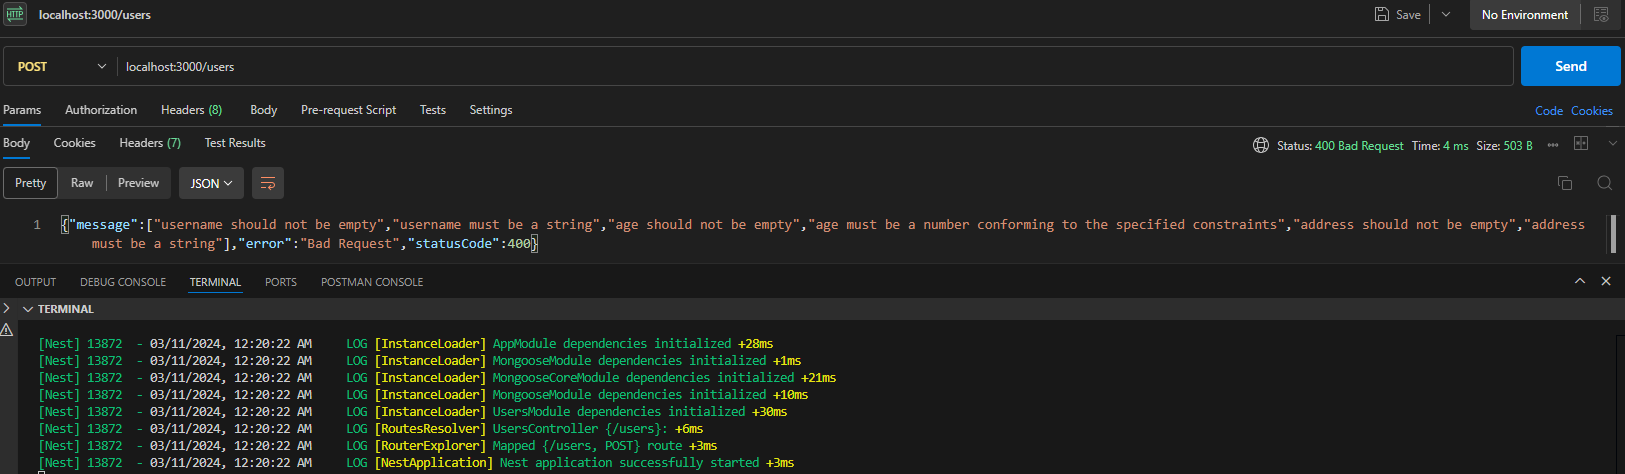 HTTP localhost:3000/users Save No Environment
POST localhost:3000/users Send
Params Authorization Headers (8) Body Pre-request Script Tests Settings Code Cookies
Body Cookies Headers (7) Test Results Status: 400 Bad Request Time: 4 ms Size: 503 B
Pretty Raw Preview JSON
1 {"message":["username should not be empty","username must be a string","age should not be empty","age must be a number conforming to the specified constraints","address should not be empty","address
must be a string"],"error":"Bad Request","statusCode":400}
OUTPUT DEBUG CONSOLE TERMINAL PORTS POSTMAN CONSOLE
TERMINAL
[Nest] 13872 - 03/11/2024, 12:20:22 AM LOG [InstanceLoader] AppModule dependencies initialized +28ms
[Nest] 13872 - 03/11/2024, 12:20:22 AM LOG [InstanceLoader] MongooseModule dependencies initialized +1ms
[Nest] 13872 - 03/11/2024, 12:20:22 AM LOG [InstanceLoader] MongooseCoreModule dependencies initialized +21ms
[Nest] 13872 - 03/11/2024, 12:20:22 AM LOG [InstanceLoader] MongooseModule dependencies initialized +10ms
[Nest] 13872 - 03/11/2024, 12:20:22 AM LOG [InstanceLoader] UsersModule dependencies initialized +30ms
[Nest] 13872 - 03/11/2024, 12:20:22 AM LOG [RoutesResolver] UsersController {/users}: +6ms
[Nest] 13872 - 03/11/2024, 12:20:22 AM LOG [RouterExplorer] Mapped {/users, POST} route +3ms
[Nest] 13872 - 03/11/2024, 12:20:22 AM LOG [NestApplication] Nest application successfully started +3ms